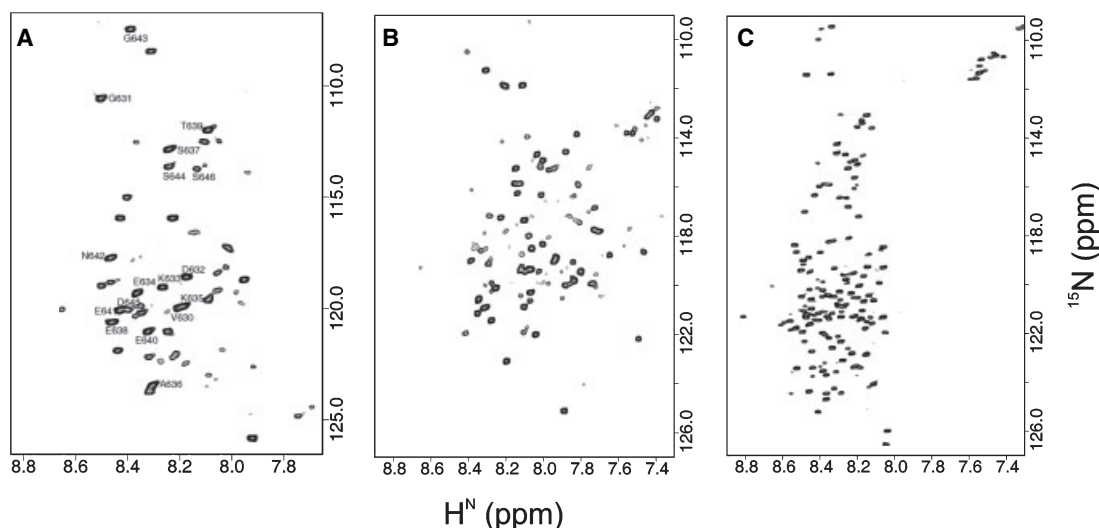 A
G643
G631
T639
S637
S644 S646
N642
D632
E634 K633
D645 K635
E641 V630
E638
E640
A636
110.0
115.0
120.0
125.0
8.8 8.6 8.4 8.2 8.0 7.8
B
110.0
114.0
118.0
122.0
126.0
8.8 8.6 8.4 8.2 8.0 7.8 7.6 7.4
C
110.0
114.0
118.0
122.0
126.0
8.8 8.6 8.4 8.2 8.0 7.8 7.6 7.4
15N (ppm)
HN (ppm)